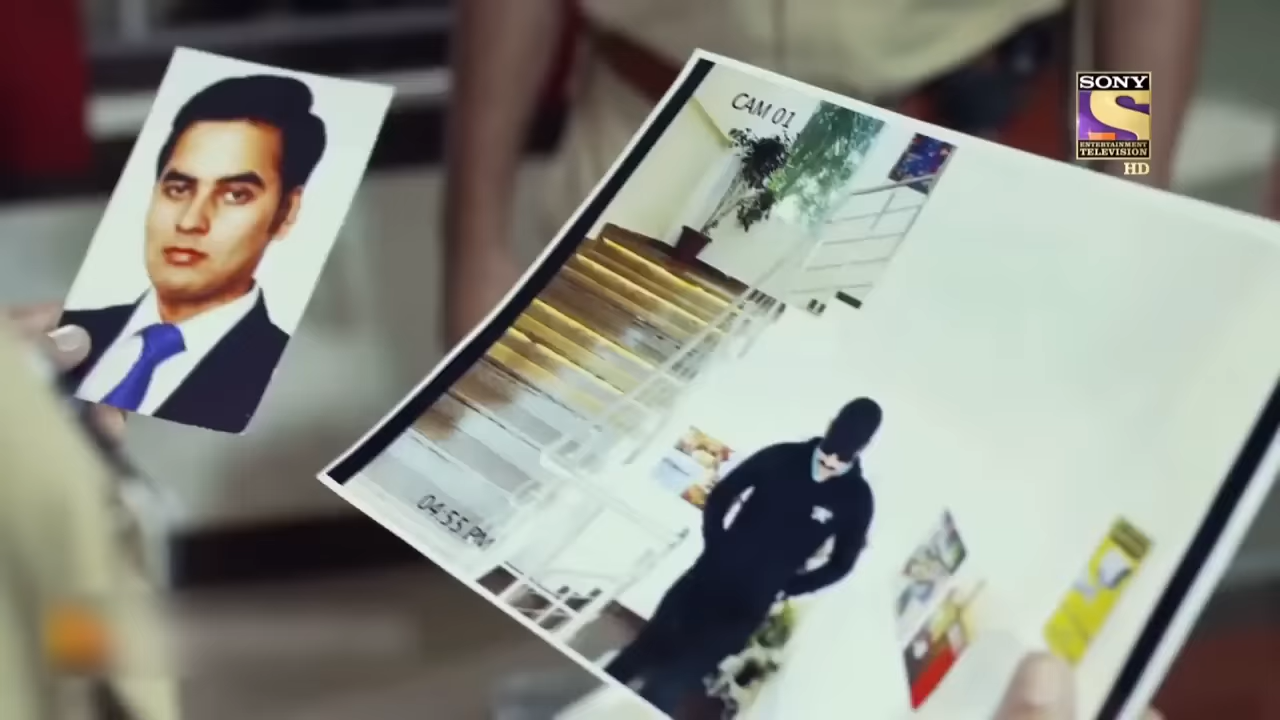 CAM 01
SONY
ENTERTAINMENT
TELEVISION
HD
04:55 PM